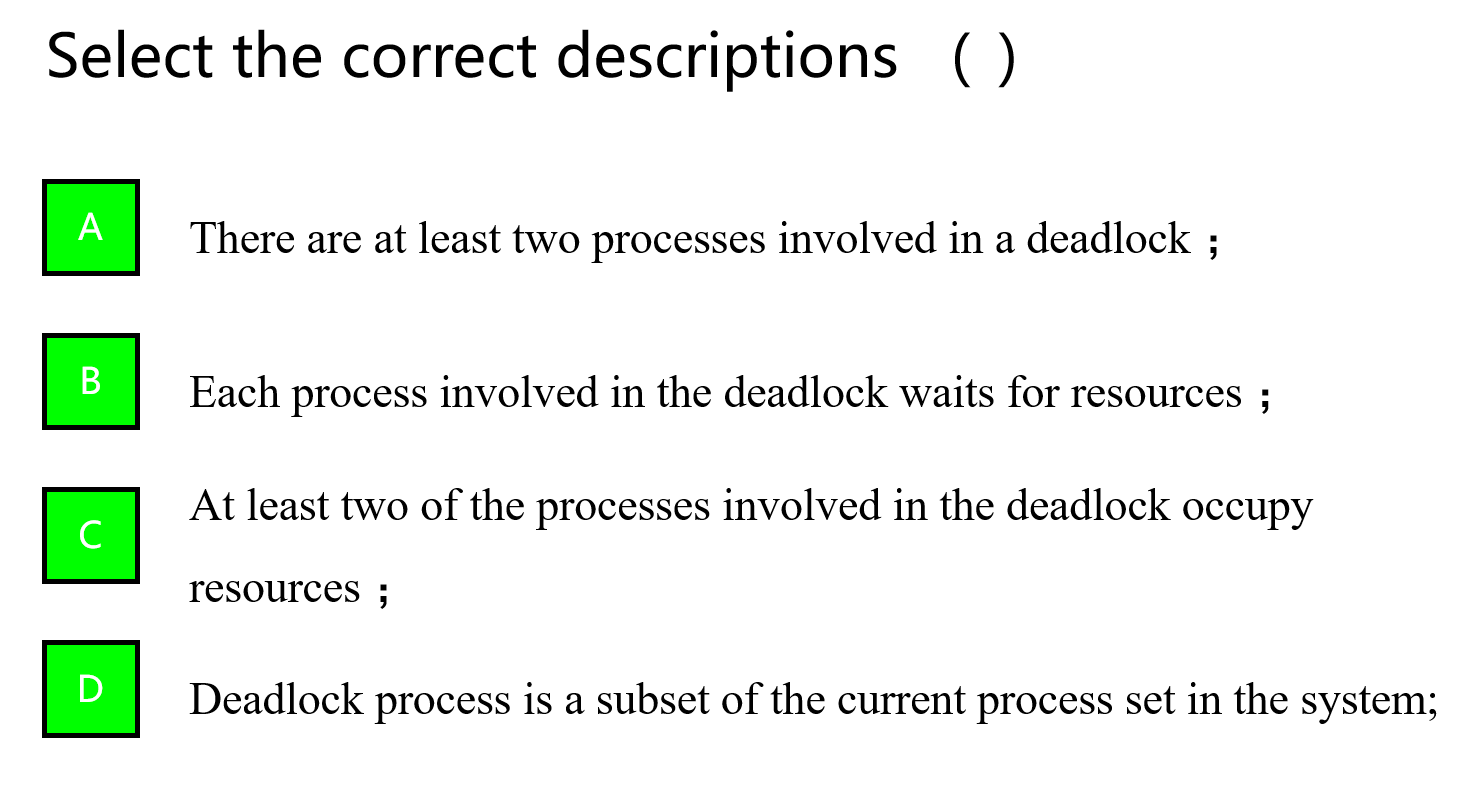 Select the correct descriptions （ ）
A
There are at least two processes involved in a deadlock；
B
Each process involved in the deadlock waits for resources；
C
At least two of the processes involved in the deadlock occupy
resources；
D
Deadlock process is a subset of the current process set in the system;